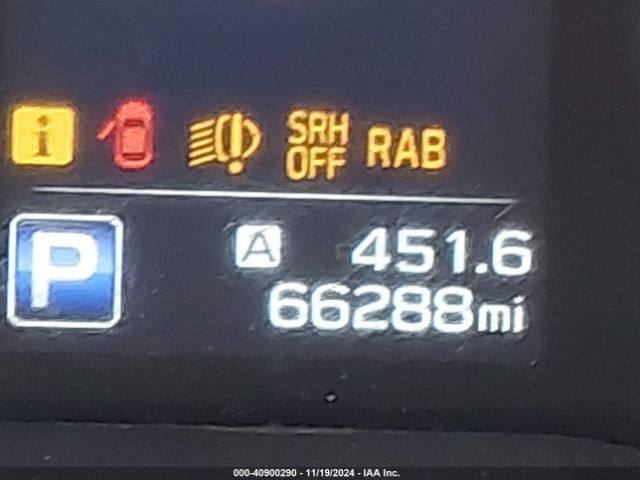 i SRH OFF RAB
P A 451.6
66288mi
000-40900290 - 11/19/2024 - IAA Inc.